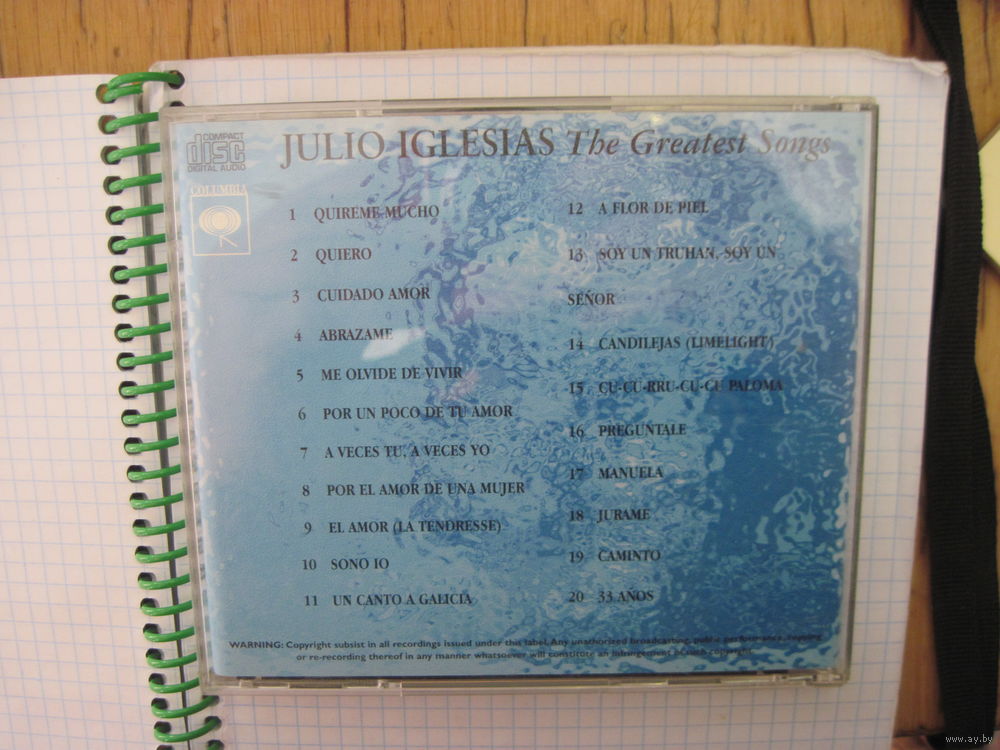 COMPACT
disc
DIGITAL AUDIO
JULIO IGLESIAS The Greatest Songs
COLUMBIA
1 QUIREME MUCHO
2 QUIERO
3 CUIDADO AMOR
4 ABRAZAME
5 ME OLVIDE DE VIVIR
6 POR UN POCO DE TU AMOR
7 A VECES TU, A VECES YO
8 POR EL AMOR DE UNA MUJER
9 EL AMOR (LA TENDRESSE)
10 SONO IO
11 UN CANTO A GALICIA
12 A FLOR DE PIEL
13 SOY UN TRUHAN, SOY UN
SEÑOR
14 CANDILEJAS (LIMELIGHT)
15 CU-CU-RRU-CU-CU PALOMA
16 PREGUNTALE
17 MANUELA
18 JURAME
19 CAMINTO
20 33 AÑOS
WARNING: Copyright subsist in all recordings issued under this label. Any unauthorized broadcasting, public performance, copying
or re-recording thereof in any manner whatsoever will constitute an infringement of such copyright.
www.ay.by